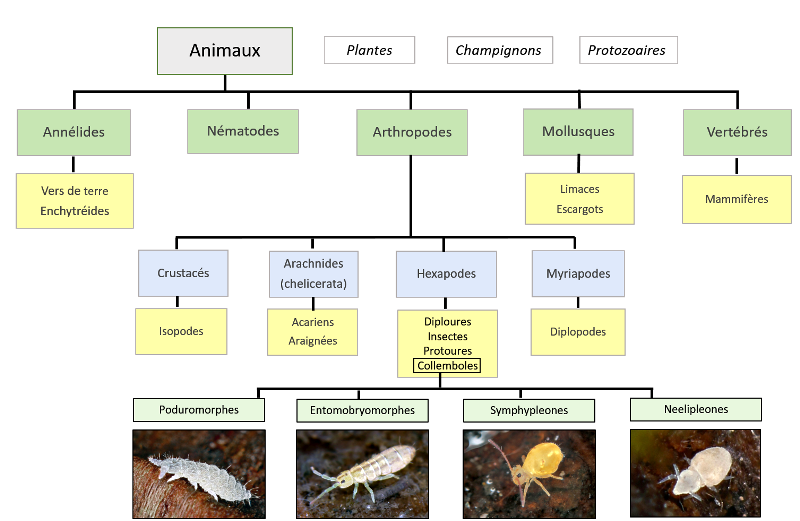 Animaux
Plantes
Champignons
Protozoaires
Annélides
Nématodes
Arthropodes
Mollusques
Vertébrés
Vers de terre
Enchytréides
Limaces
Escargots
Mammifères
Crustacés
Arachnides
(chelicerata)
Hexapodes
Myriapodes
Isopodes
Acariens
Araignées
Diploures
Insectes
Protoures
Collemboles
Diplopodes
Poduromorphes
Entomobryomorphes
Symphypleones
Neelipleones